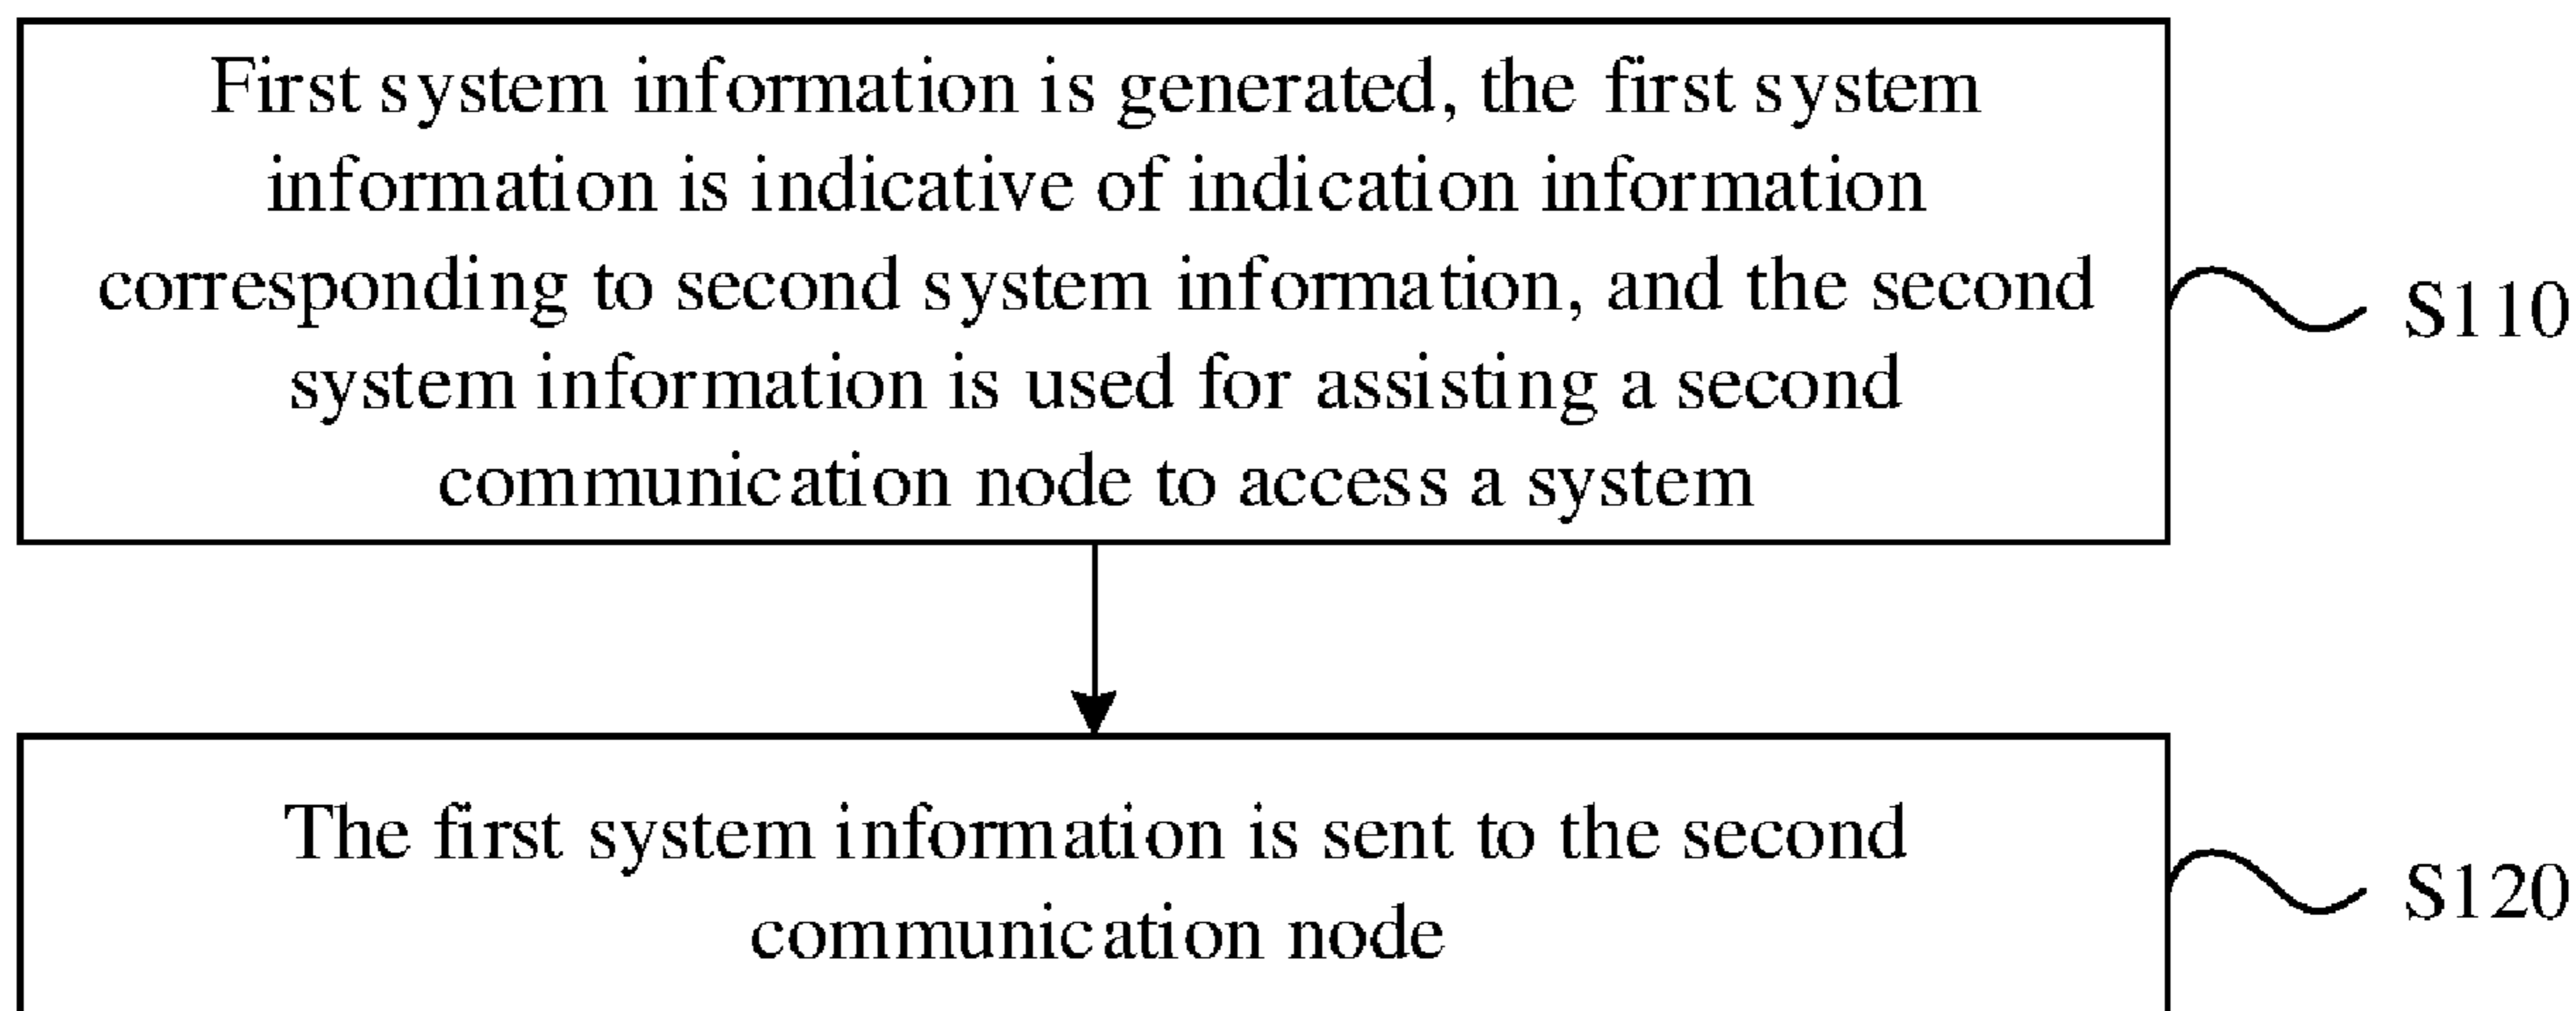 First system information is generated, the first system
information is indicative of indication information
corresponding to second system information, and the second
system information is used for assisting a second
communication node to access a system
S110
The first system information is sent to the second
communication node
S120